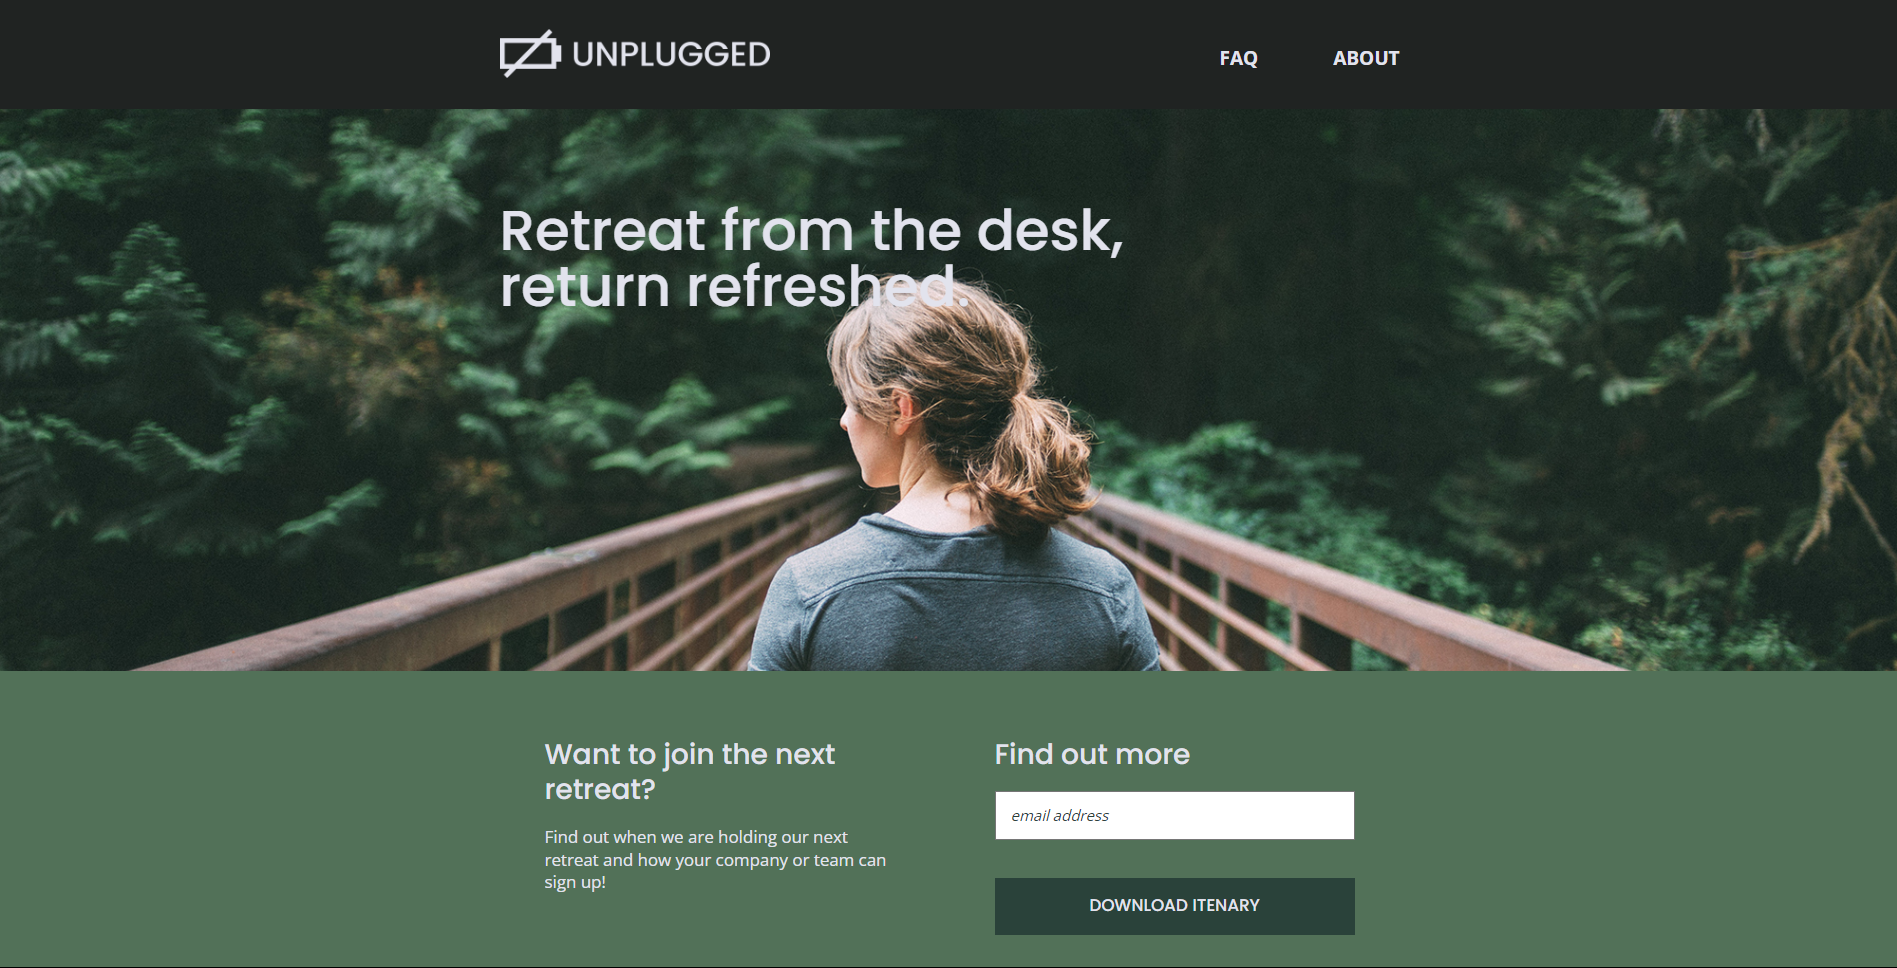 UNPLUGGED
FAQ
ABOUT
Retreat from the desk,
return refreshed.
Want to join the next
retreat?
Find out when we are holding our next
retreat and how your company or team can
sign up!
Find out more
email address
DOWNLOAD ITENARY